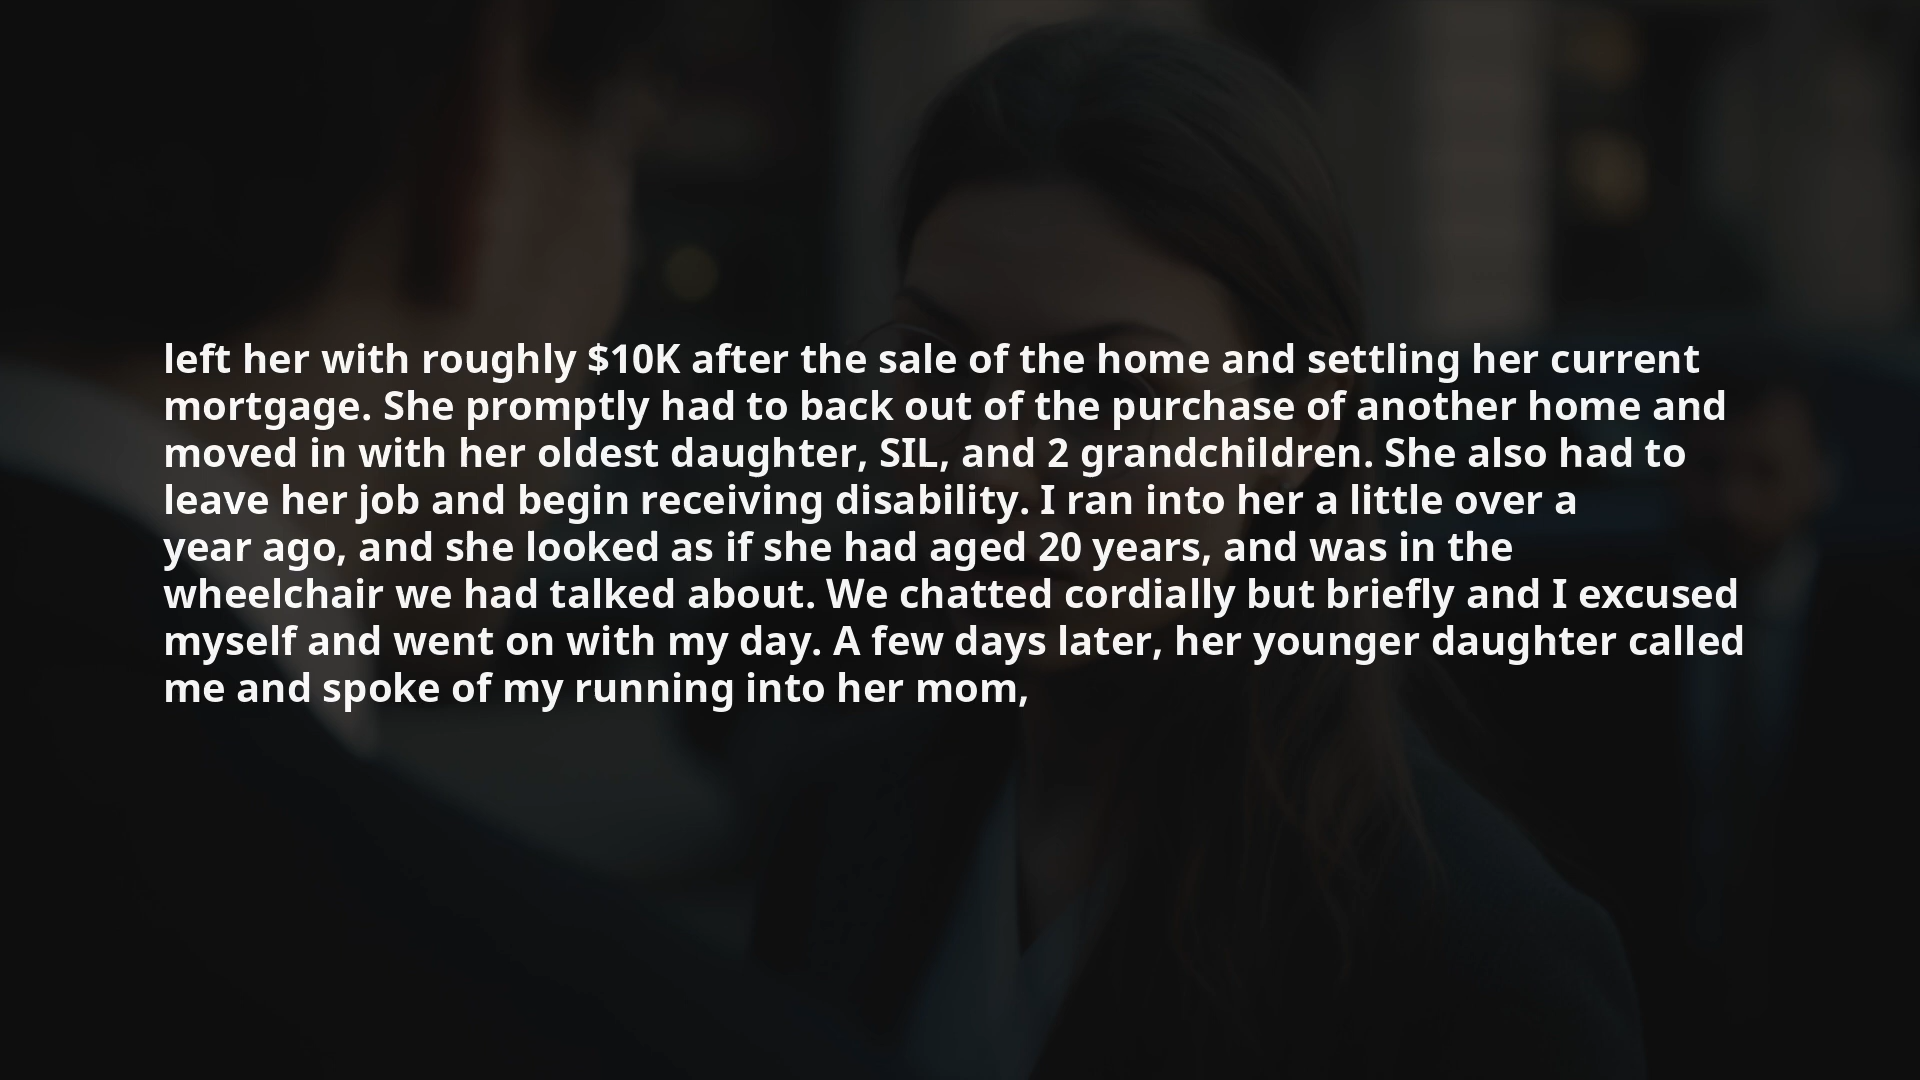 left her with roughly $10K after the sale of the home and settling her current
mortgage. She promptly had to back out of the purchase of another home and
moved in with her oldest daughter, SIL, and 2 grandchildren. She also had to
leave her job and begin receiving disability. I ran into her a little over a
year ago, and she looked as if she had aged 20 years, and was in the
wheelchair we had talked about. We chatted cordially but briefly and I excused
myself and went on with my day. A few days later, her younger daughter called
me and spoke of my running into her mom,